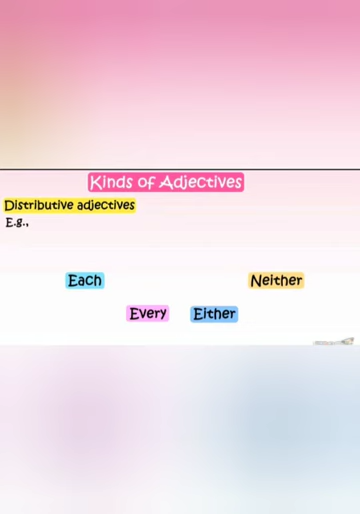 Kinds of Adjectives
Distributive adjectives
E.g.,
Each
Neither
Every
Either